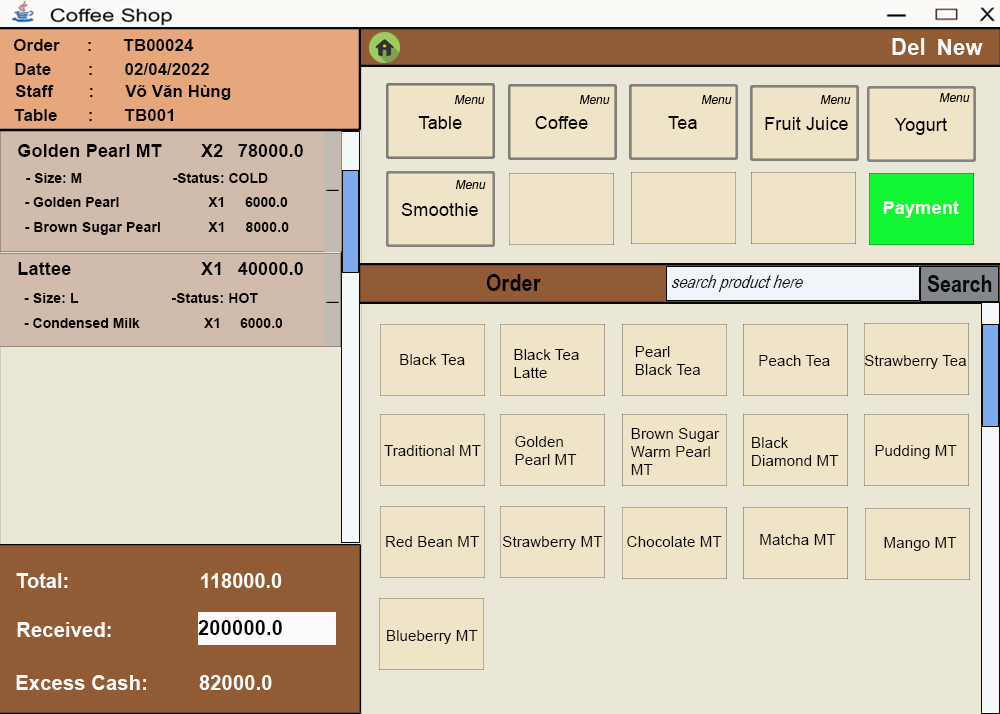 Coffee Shop
Order : TB00024
Date : 02/04/2022
Staff : Võ Văn Hùng
Table : TB001
Del New
Golden Pearl MT X2 78000.0
- Size: M -Status: COLD
- Golden Pearl X1 6000.0
- Brown Sugar Pearl X1 8000.0
Lattee X1 40000.0
- Size: L -Status: HOT
- Condensed Milk X1 6000.0
Total: 118000.0
Received: 200000.0
Excess Cash: 82000.0
Menu
Table
Menu
Coffee
Menu
Tea
Menu
Fruit Juice
Menu
Yogurt
Menu
Smoothie
Payment
Order
search product here
Search
Black Tea
Black Tea
Latte
Pearl
Black Tea
Peach Tea
Strawberry Tea
Traditional MT
Golden
Pearl MT
Brown Sugar
Warm Pearl
MT
Black
Diamond MT
Pudding MT
Red Bean MT
Strawberry MT
Chocolate MT
Matcha MT
Mango MT
Blueberry MT